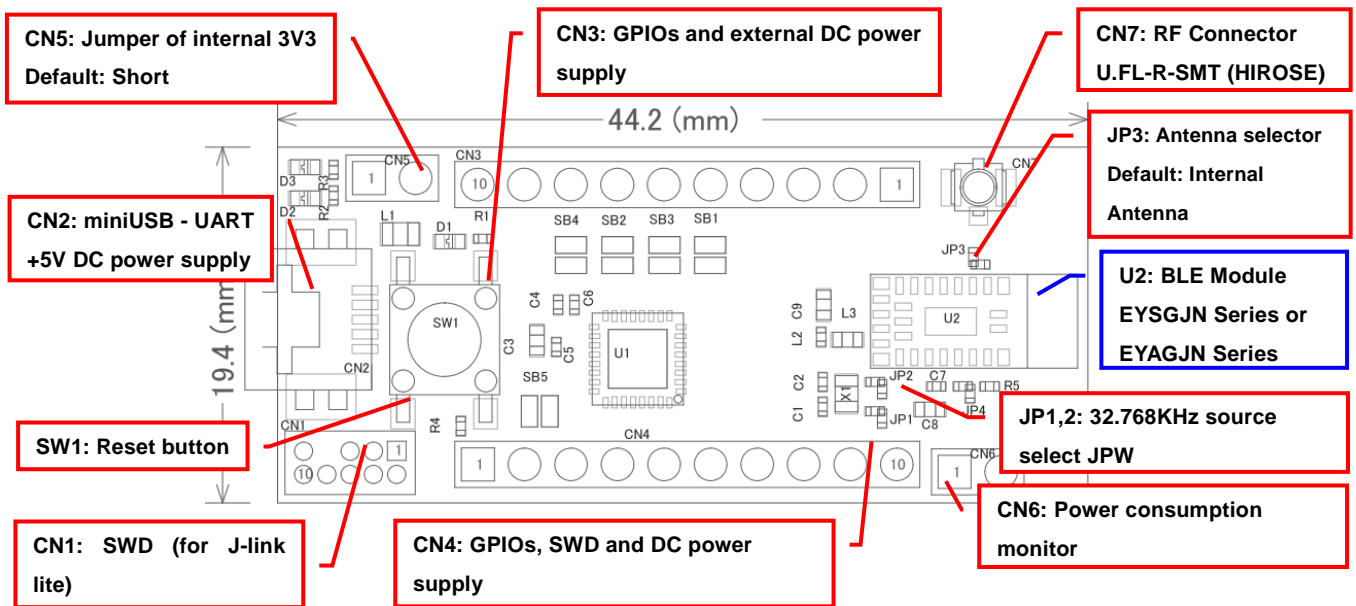 CN5: Jumper of internal 3V3
Default: Short
CN3: GPIOs and external DC power
supply
CN7: RF Connector
U.FL-R-SMT (HIROSE)
44.2 (mm)
JP3: Antenna selector
Default: Internal
Antenna
CN2: miniUSB - UART
+5V DC power supply
U2: BLE Module
EYSGJN Series or
EYAGJN Series
19.4 (mm)
D3
R3
D2
R2
CN5
1
CN3
10
1
CN7
L1
D1
R1
SB4
SB2
SB3
SB1
JP3
SW1
CN2
C4
C6
C3
C5
U1
SB5
C9
L3
L2
U2
C2
C1
X1
JP2
JP1
C7
C8
R5
JP4
SW1: Reset button
JP1,2: 32.768KHz source
select JPW
CN1
1
10
R4
CN4
1
10
CN6
1
CN1: SWD (for J-link
lite)
CN4: GPIOs, SWD and DC power
supply
CN6: Power consumption
monitor